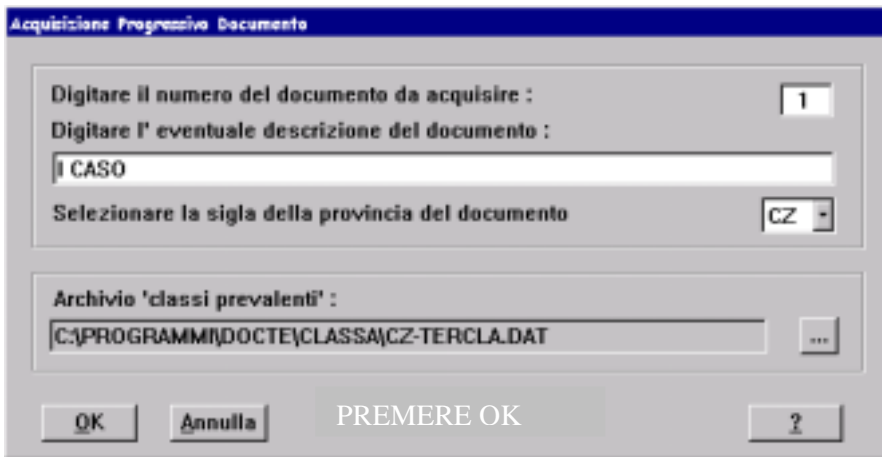 Acquisizione Progressivo Documento
Digitare il numero del documento da acquisire : 1
Digitare l' eventuale descrizione del documento :
I CASO
Selezionare la sigla della provincia del documento CZ
Archivio 'classi prevalenti' :
C:\PROGRAMMI\DOCTE\CLASSA\CZ-TERCLA.DAT ...
OK Annulla PREMERE OK ?